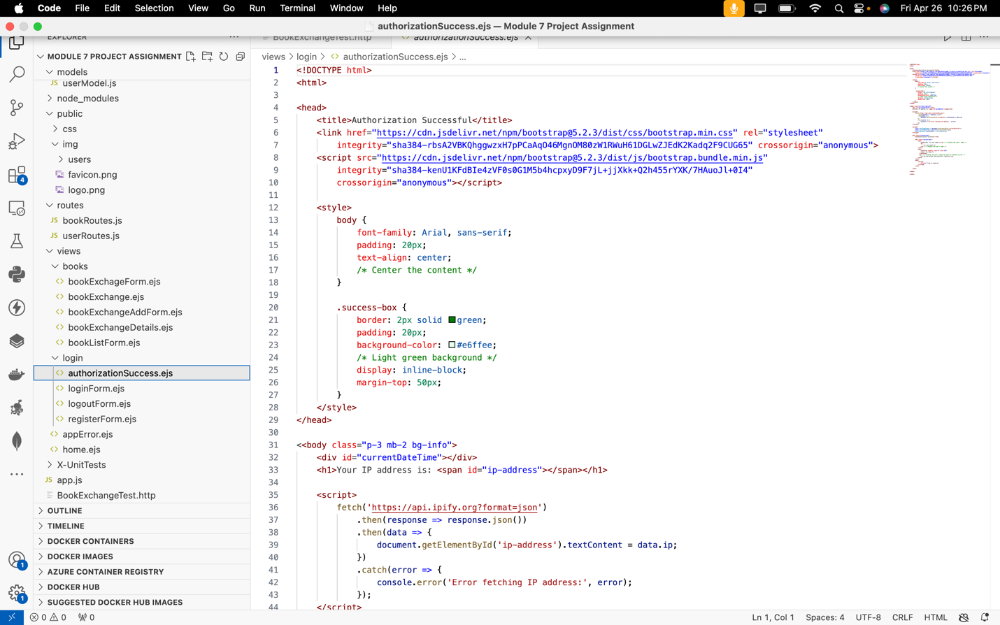 Code File Edit Selection View Go Run Terminal Window Help Fri Apr 26 10:26 PM
authorizationSuccess.ejs — Module 7 Project Assignment
EXPLORER
BookExchangeTest.http
authorizationSuccess.ejs
MODULE 7 PROJECT ASSIGNMENT
models
JS userModel.js
node_modules
public
css
img
users
favicon.png
logo.png
routes
JS bookRoutes.js
JS userRoutes.js
views
books
bookExchageForm.ejs
bookExchange.ejs
bookExchangeAddForm.ejs
bookExchangeDetails.ejs
bookListForm.ejs
login
authorizationSuccess.ejs
loginForm.ejs
logoutForm.ejs
registerForm.ejs
appError.ejs
home.ejs
X-UnitTests
JS app.js
BookExchangeTest.http
OUTLINE
TIMELINE
DOCKER CONTAINERS
DOCKER IMAGES
AZURE CONTAINER REGISTRY
DOCKER HUB
SUGGESTED DOCKER HUB IMAGES
4
1
1
views > login > <> authorizationSuccess.ejs > ...
1 <!DOCTYPE html>
2 <html>
3
4 <head>
5 <title>Authorization Successful</title>
6 <link href="https://cdn.jsdelivr.net/npm/bootstrap@5.2.3/dist/css/bootstrap.min.css" rel="stylesheet"
7 integrity="sha384-rbsA2VBKQhggwzxH7pPCaAqO46MgnOM80zW1RWuH61DGLwZJEdK2Kadq2F9CUG65" crossorigin="anonymous">
8 <script src="https://cdn.jsdelivr.net/npm/bootstrap@5.2.3/dist/js/bootstrap.bundle.min.js"
9 integrity="sha384-kenU1KFdBIe4zVF0s0G1M5b4hcpxyD9F7jL+jjXkk+Q2h455rYXK/7HAuoJl+0I4"
10 crossorigin="anonymous"></script>
11
12 <style>
13 body {
14 font-family: Arial, sans-serif;
15 padding: 20px;
16 text-align: center;
17 /* Center the content */
18 }
19
20 .success-box {
21 border: 2px solid green;
22 padding: 20px;
23 background-color: #e6ffee;
24 /* Light green background */
25 display: inline-block;
26 margin-top: 50px;
27 }
28 </style>
29 </head>
30
31 <<body class="p-3 mb-2 bg-info">
32 <div id="currentDateTime"></div>
33 <h1>Your IP address is: <span id="ip-address"></span></h1>
34
35 <script>
36 fetch('https://api.ipify.org?format=json')
37 .then(response => response.json())
38 .then(data => {
39 document.getElementById('ip-address').textContent = data.ip;
40 })
41 .catch(error => {
42 console.error('Error fetching IP address:', error);
43 });
44 </script>
0 0 0 Ln 1, Col 1 Spaces: 4 UTF-8 CRLF HTML